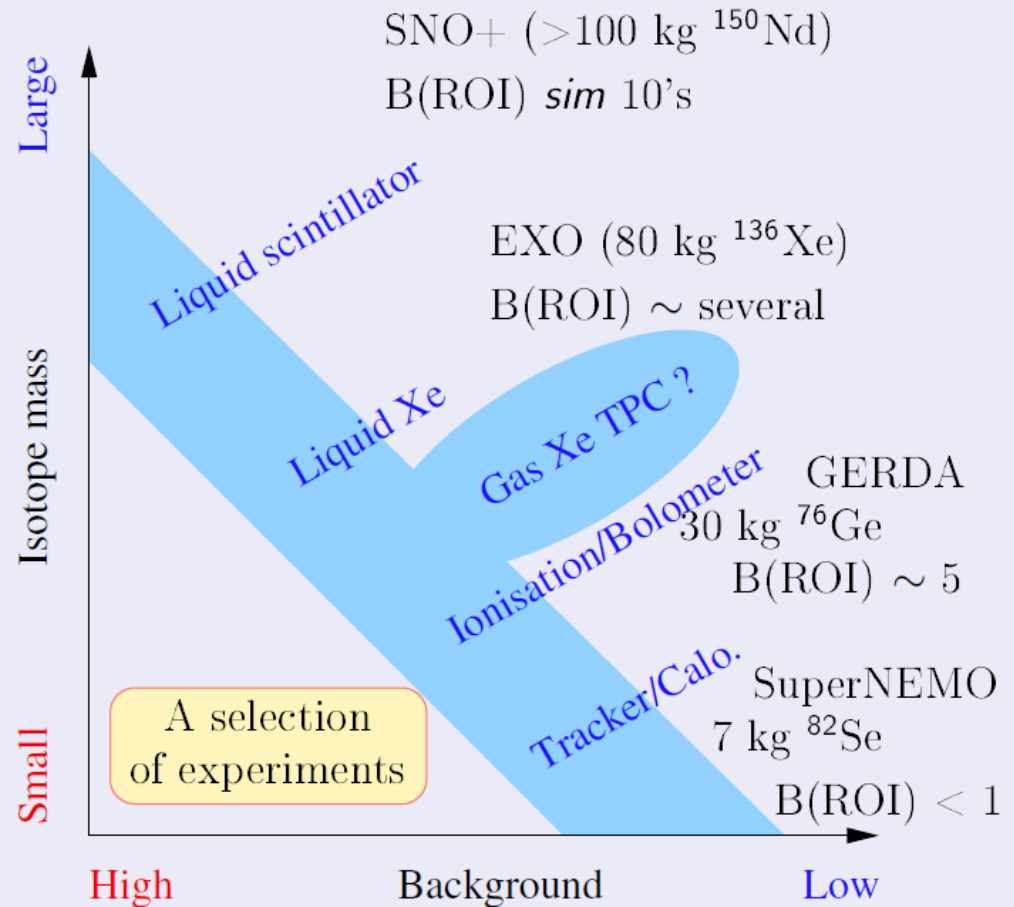 SNO+ (>100 kg ¹⁵⁰Nd)
B(ROI) sim 10's
Large
Liquid scintillator
EXO (80 kg ¹³⁶Xe)
B(ROI) ∼ several
Isotope mass
Liquid Xe
Gas Xe TPC ?
GERDA
30 kg ⁷⁶Ge
B(ROI) ∼ 5
Ionisation/Bolometer
Tracker/Calo.
SuperNEMO
7 kg ⁸²Se
B(ROI) < 1
A selection
of experiments
Small
High
Background
Low